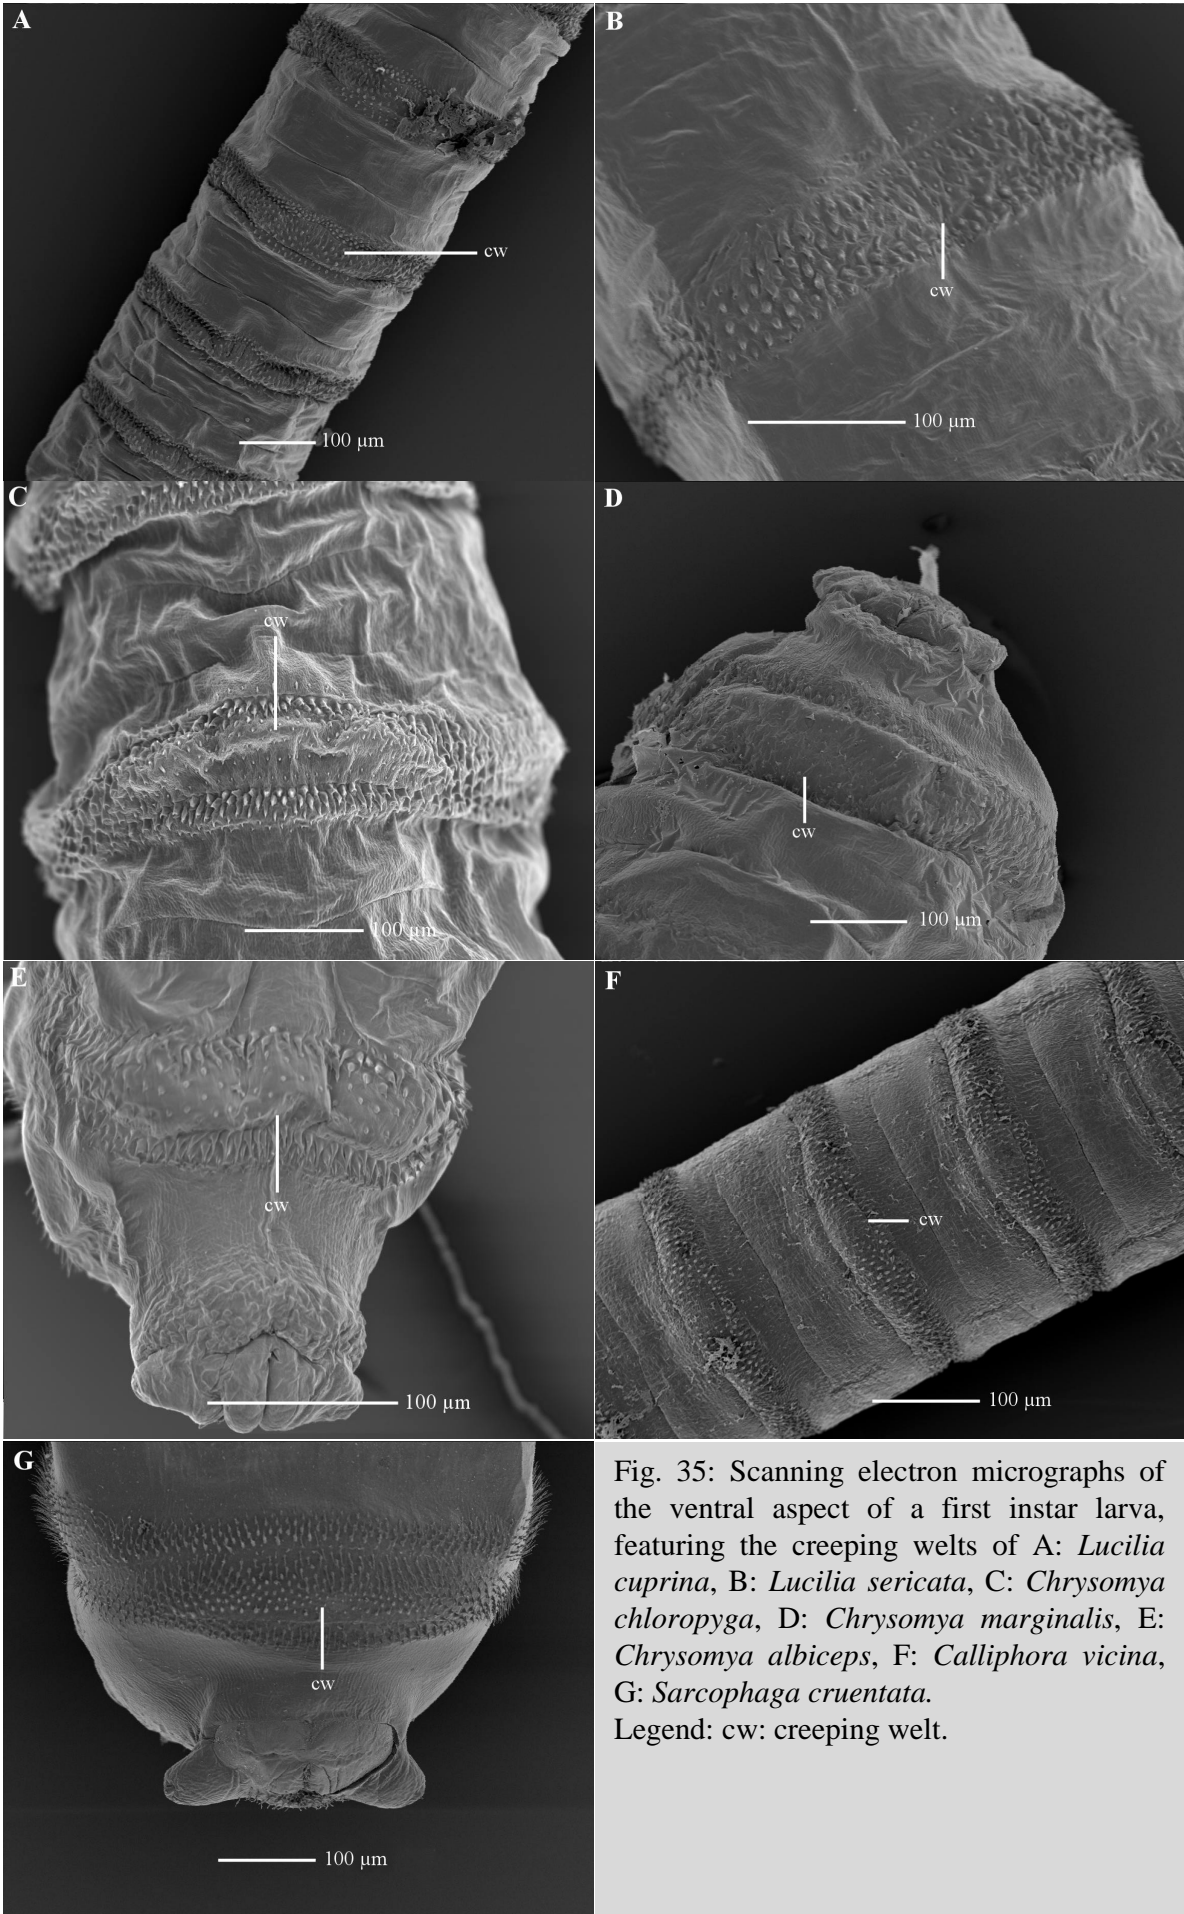 A
cw
100 µm
B
cw
100 µm
C
cw
100 µm
D
cw
100 µm
E
cw
100 µm
F
cw
100 µm
G
cw
100 µm
Fig. 35: Scanning electron micrographs of
the ventral aspect of a first instar larva,
featuring the creeping welts of A: Lucilia
cuprina, B: Lucilia sericata, C: Chrysomya
chloropyga, D: Chrysomya marginalis, E:
Chrysomya albiceps, F: Calliphora vicina,
G: Sarcophaga cruentata.
Legend: cw: creeping welt.